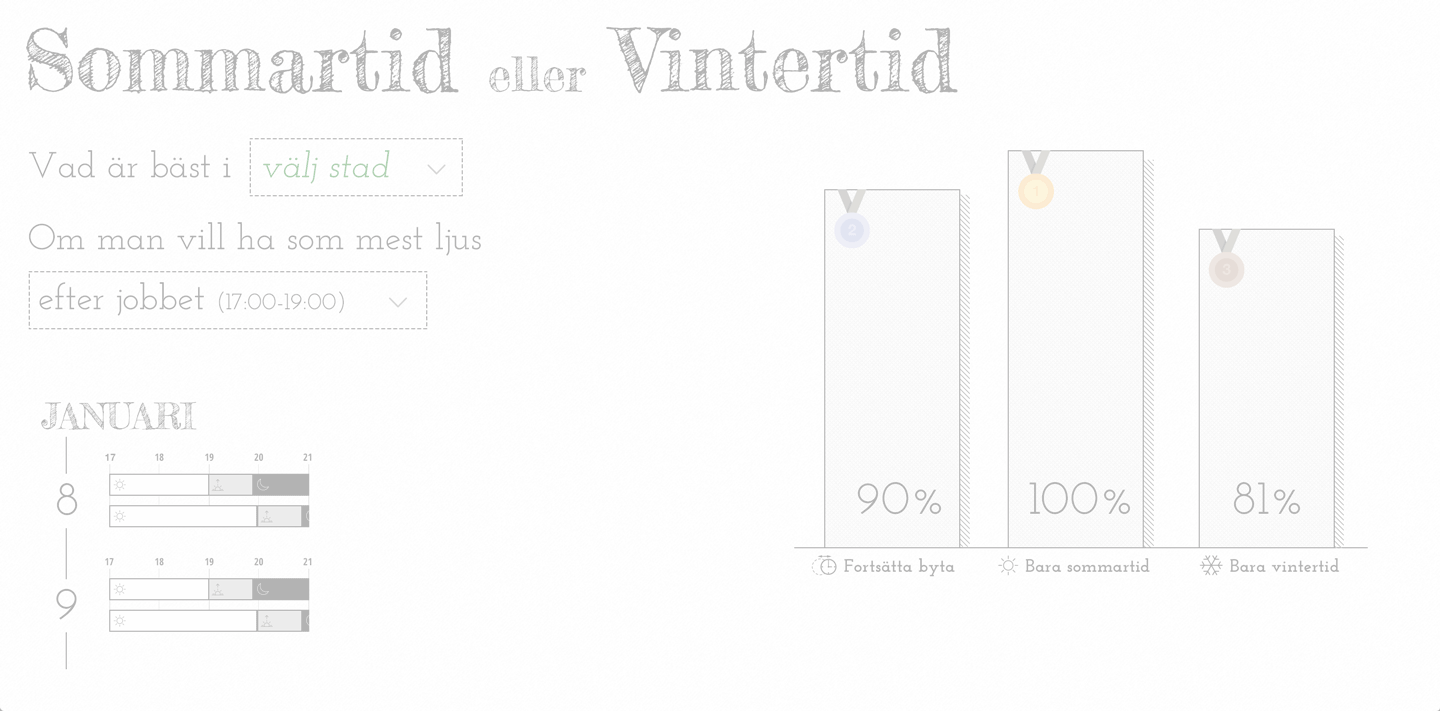 Sommartid eller Vintertid
Vad är bäst i välj stad
Om man vill ha som mest ljus
efter jobbet (17:00-19:00)
JANUARI
17 18 19 20 21
8
17 18 19 20 21
9
2
1
3
90% 100% 81%
Fortsätta byta Bara sommartid Bara vintertid